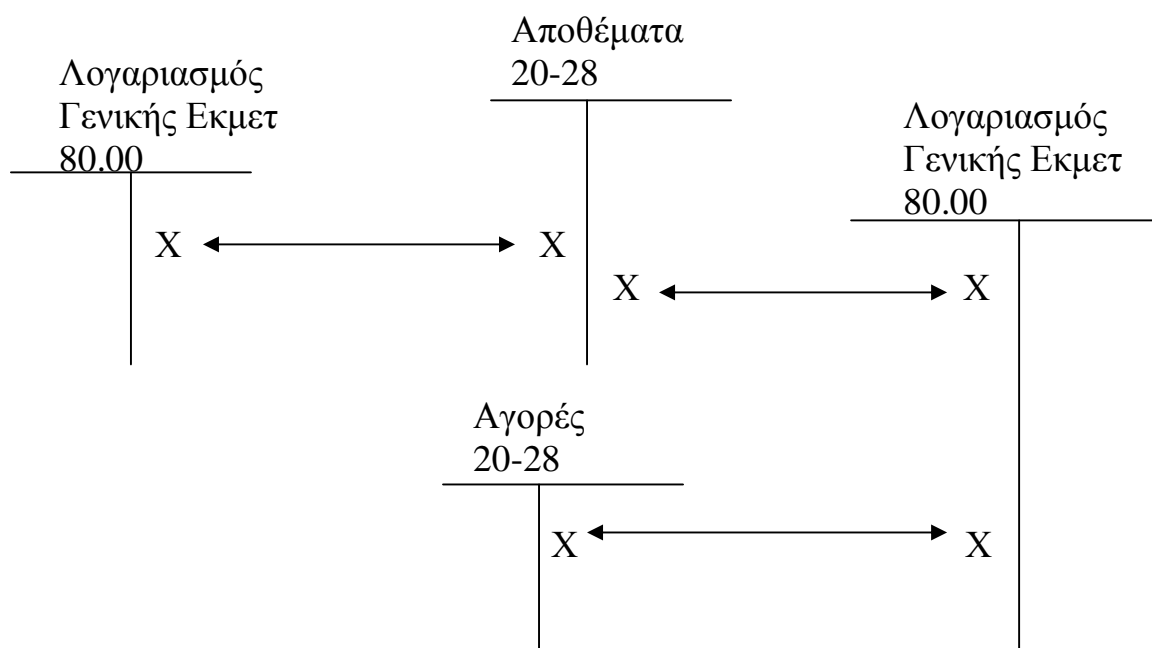 Αποθέματα
20-28
Λογαριασμός
Γενικής Εκμετ
80.00
Λογαριασμός
Γενικής Εκμετ
80.00
Χ Χ
Χ Χ
Αγορές
20-28
Χ Χ